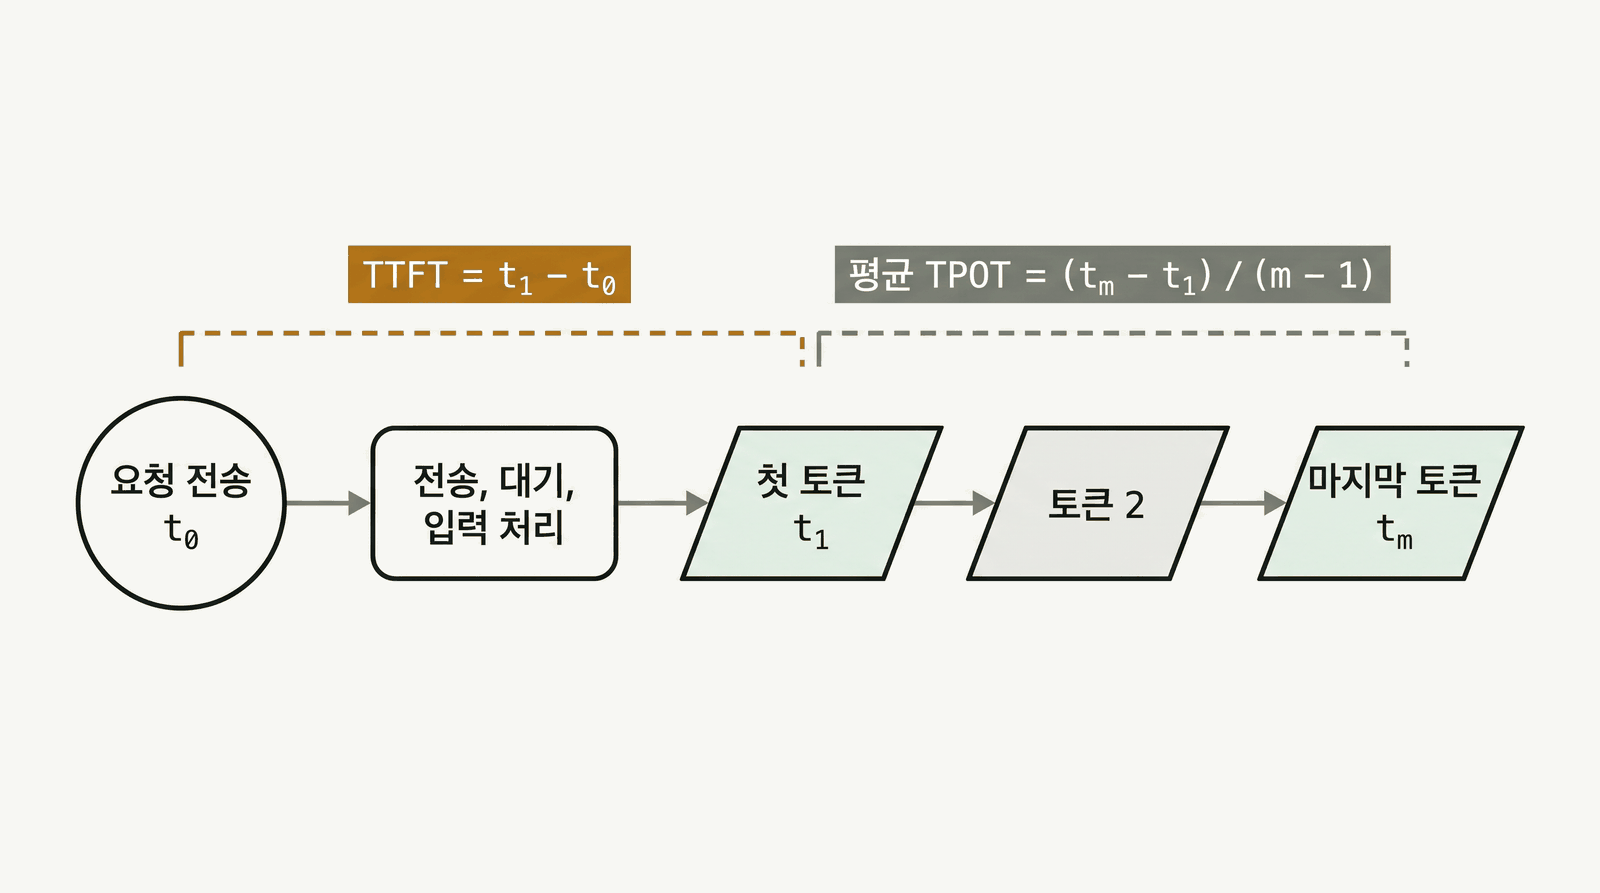 TTFT = t₁ − t₀
평균 TPOT = (tₘ − t₁) / (m − 1)
요청 전송
t₀
전송, 대기,
입력 처리
첫 토큰
t₁
토큰 2
마지막 토큰
tₘ